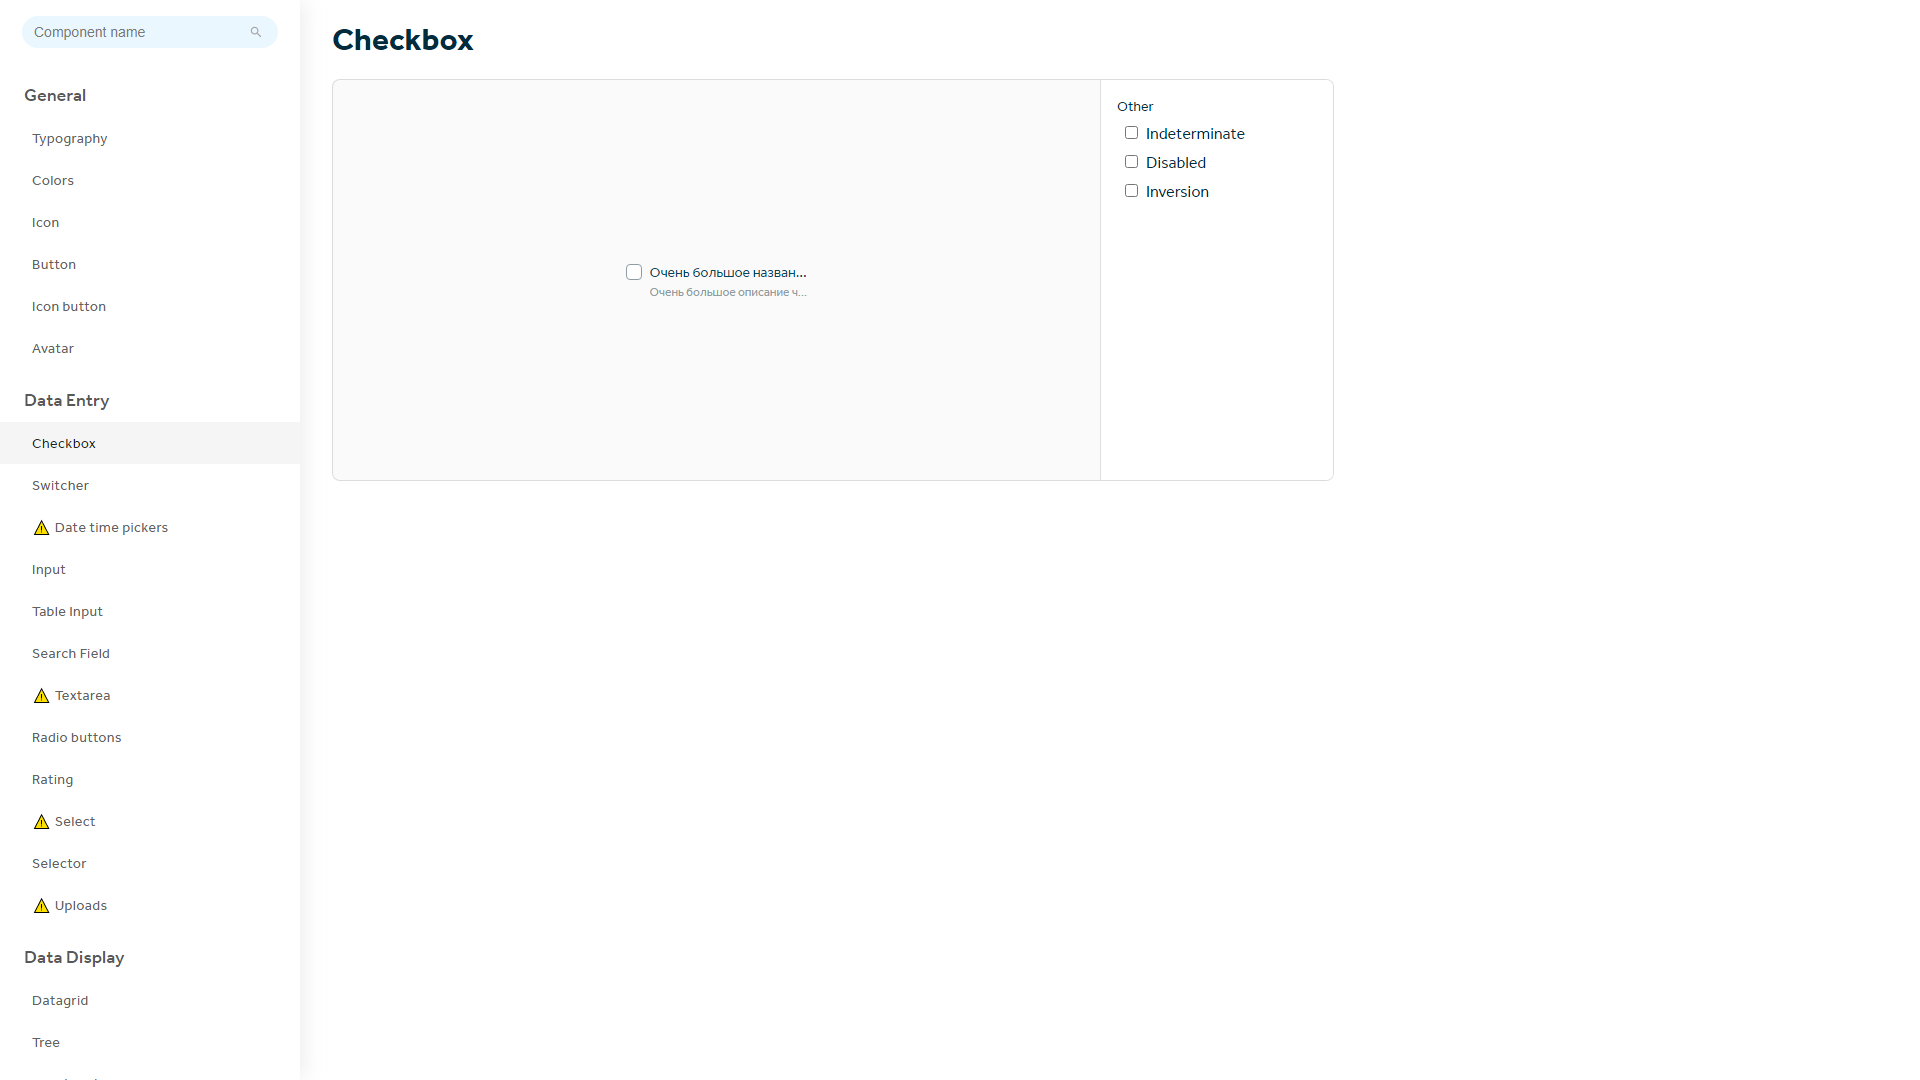 Component name
General
Typography
Colors
Icon
Button
Icon button
Avatar
Data Entry
Checkbox
Switcher
Date time pickers
Input
Table Input
Search Field
Textarea
Radio buttons
Rating
Select
Selector
Uploads
Data Display
Datagrid
Tree
Checkbox
Очень большое назван...
Очень большое описание ч...
Other
Indeterminate
Disabled
Inversion